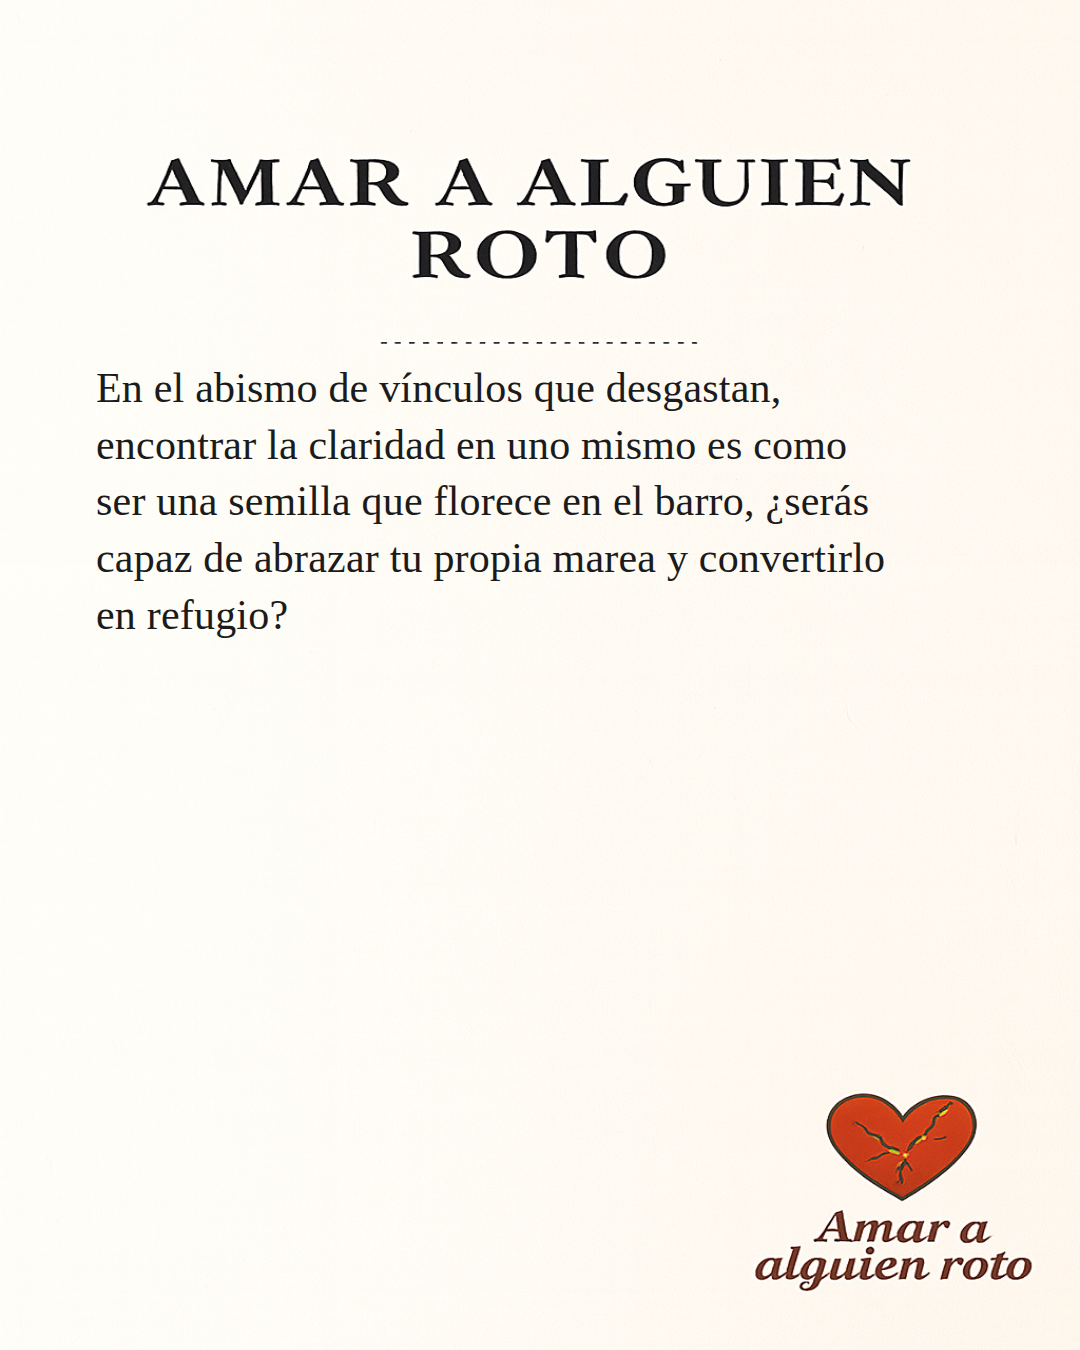 AMAR A ALGUIEN
ROTO
----------------------
En el abismo de vínculos que desgastan,
encontrar la claridad en uno mismo es como
ser una semilla que florece en el barro, ¿serás
capaz de abrazar tu propia marea y convertirlo
en refugio?
Amar a
alguien roto